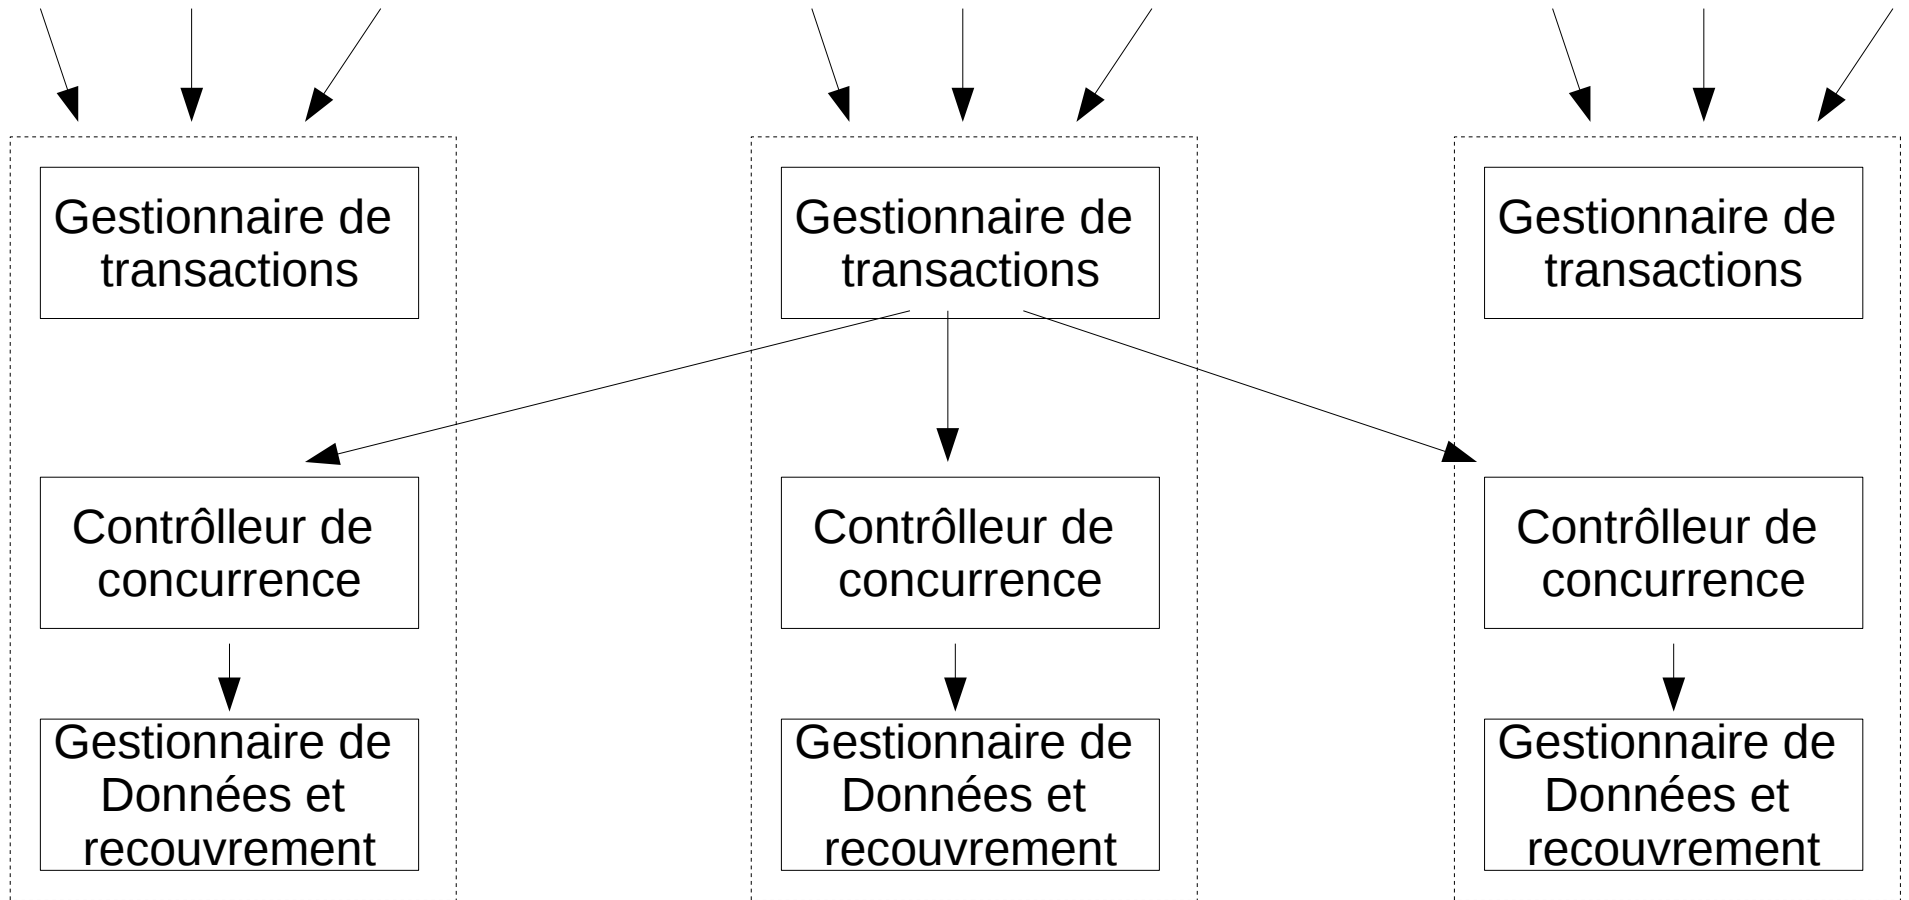 Gestionnaire de
transactions
Gestionnaire de
transactions
Gestionnaire de
transactions
Contrôlleur de
concurrence
Contrôlleur de
concurrence
Contrôlleur de
concurrence
Gestionnaire de
Données et
recouvrement
Gestionnaire de
Données et
recouvrement
Gestionnaire de
Données et
recouvrement